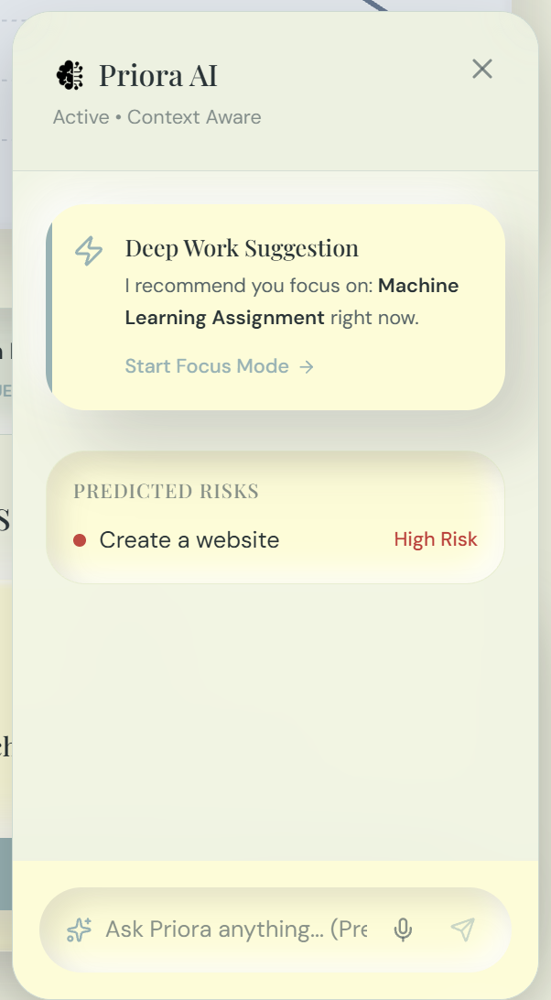 Priora AI
Active • Context Aware
Deep Work Suggestion
I recommend you focus on: Machine
Learning Assignment right now.
Start Focus Mode →
PREDICTED RISKS
Create a website High Risk
Ask Priora anything... (Pre